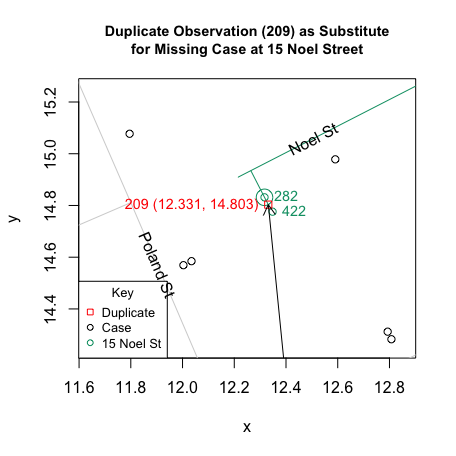 Duplicate Observation (209) as Substitute
for Missing Case at 15 Noel Street
y
15.2
15.0
14.8
14.6
14.4
Noel St
282
209 (12.331, 14.803)
422
Poland St
Key
Duplicate
Case
15 Noel St
11.6 11.8 12.0 12.2 12.4 12.6 12.8
x